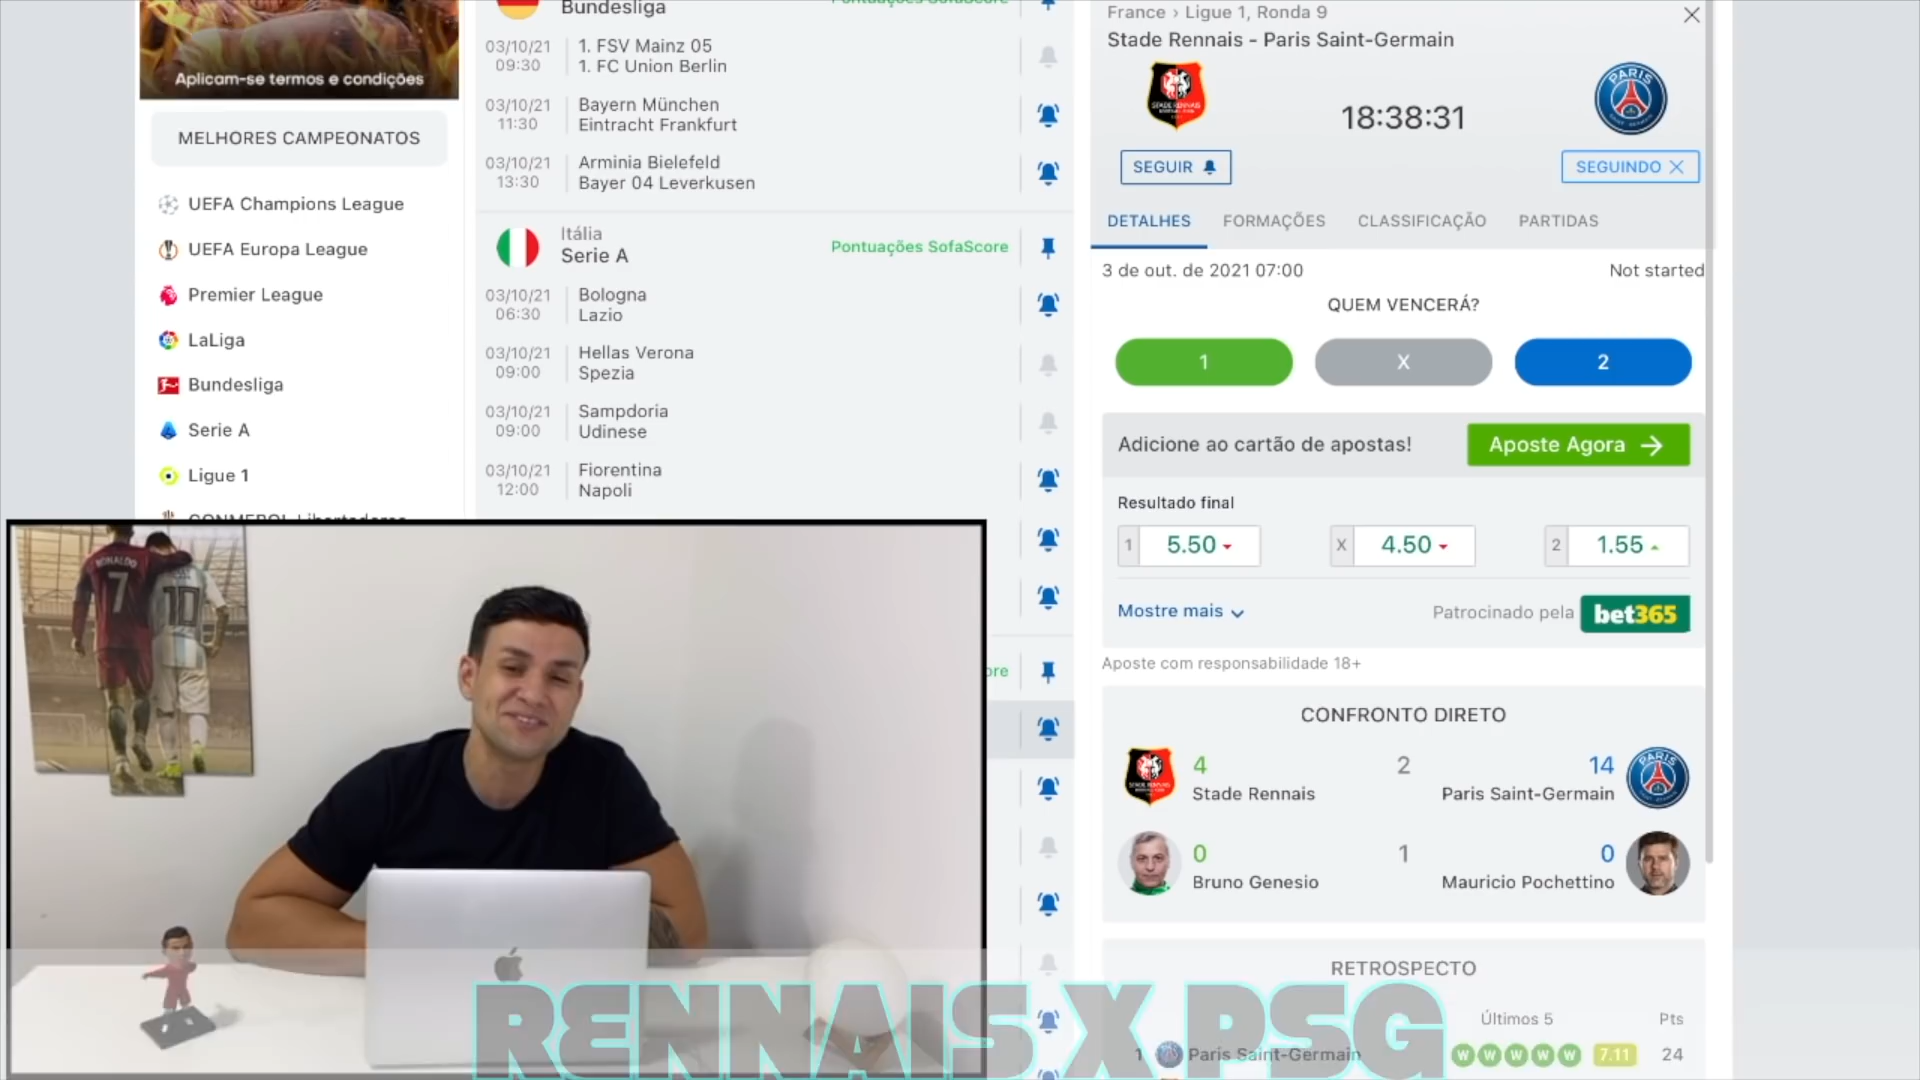 Aplicam-se termos e condições
MELHORES CAMPEONATOS
UEFA Champions League
UEFA Europa League
Premier League
LaLiga
Bundesliga
Serie A
Ligue 1
Bundesliga
03/10/21 1. FSV Mainz 05
09:30 1. FC Union Berlin
03/10/21 Bayern München
11:30 Eintracht Frankfurt
03/10/21 Arminia Bielefeld
13:30 Bayer 04 Leverkusen
Itália
Serie A
Pontuações SofaScore
03/10/21 Bologna
06:30 Lazio
03/10/21 Hellas Verona
09:00 Spezia
03/10/21 Sampdoria
09:00 Udinese
03/10/21 Fiorentina
12:00 Napoli
ore
France › Ligue 1, Ronda 9
Stade Rennais - Paris Saint-Germain
STADE RENNAIS
PARIS
18:38:31
SEGUIR
SEGUINDO
DETALHES FORMAÇÕES CLASSIFICAÇÃO PARTIDAS
3 de out. de 2021 07:00 Not started
QUEM VENCERÁ?
1 X 2
Adicione ao cartão de apostas! Aposte Agora
Resultado final
1 5.50 X 4.50 2 1.55
Mostre mais
Patrocinado pela bet365
Aposte com responsabilidade 18+
CONFRONTO DIRETO
4 2 14
Stade Rennais Paris Saint-Germain
PARIS
0 1 0
Bruno Genesio Mauricio Pochettino
RETROSPECTO
Últimos 5 Pts
1 Paris Saint-Germain W W W W W 7.11 24
RONALDO
7
10
RENNAIS X PSG